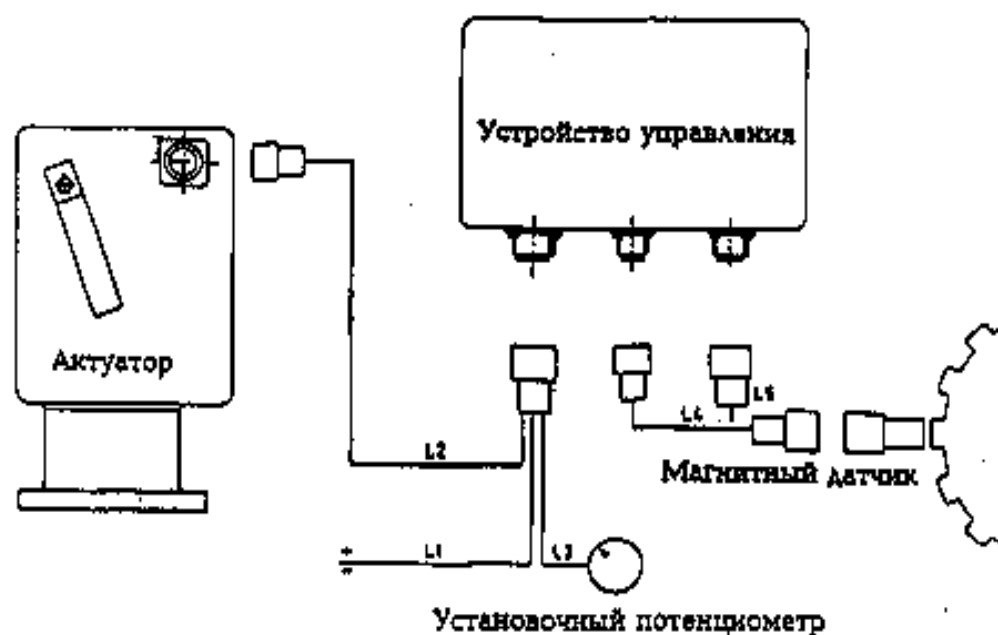 Устройство управления
Актуатор
L5
L4
L2
Магнитный датчик
+
-
L1
L3
Установочный потенциометр